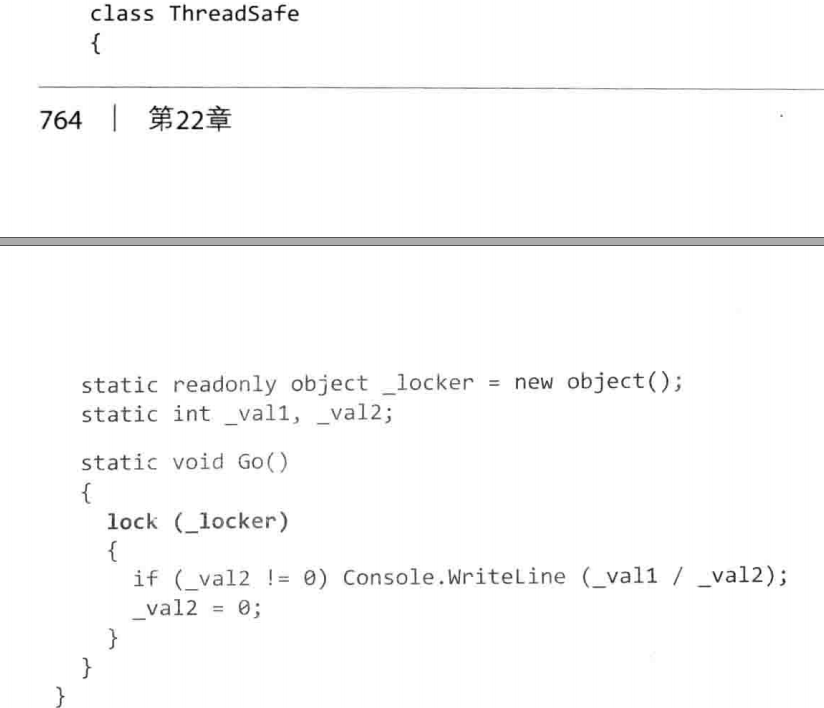 class ThreadSafe
{
764 | 第22章
static readonly object _locker = new object();
static int _val1, _val2;
static void Go()
{
lock (_locker)
{
if (_val2 != 0) Console.WriteLine (_val1 / _val2);
_val2 = 0;
}
}
}